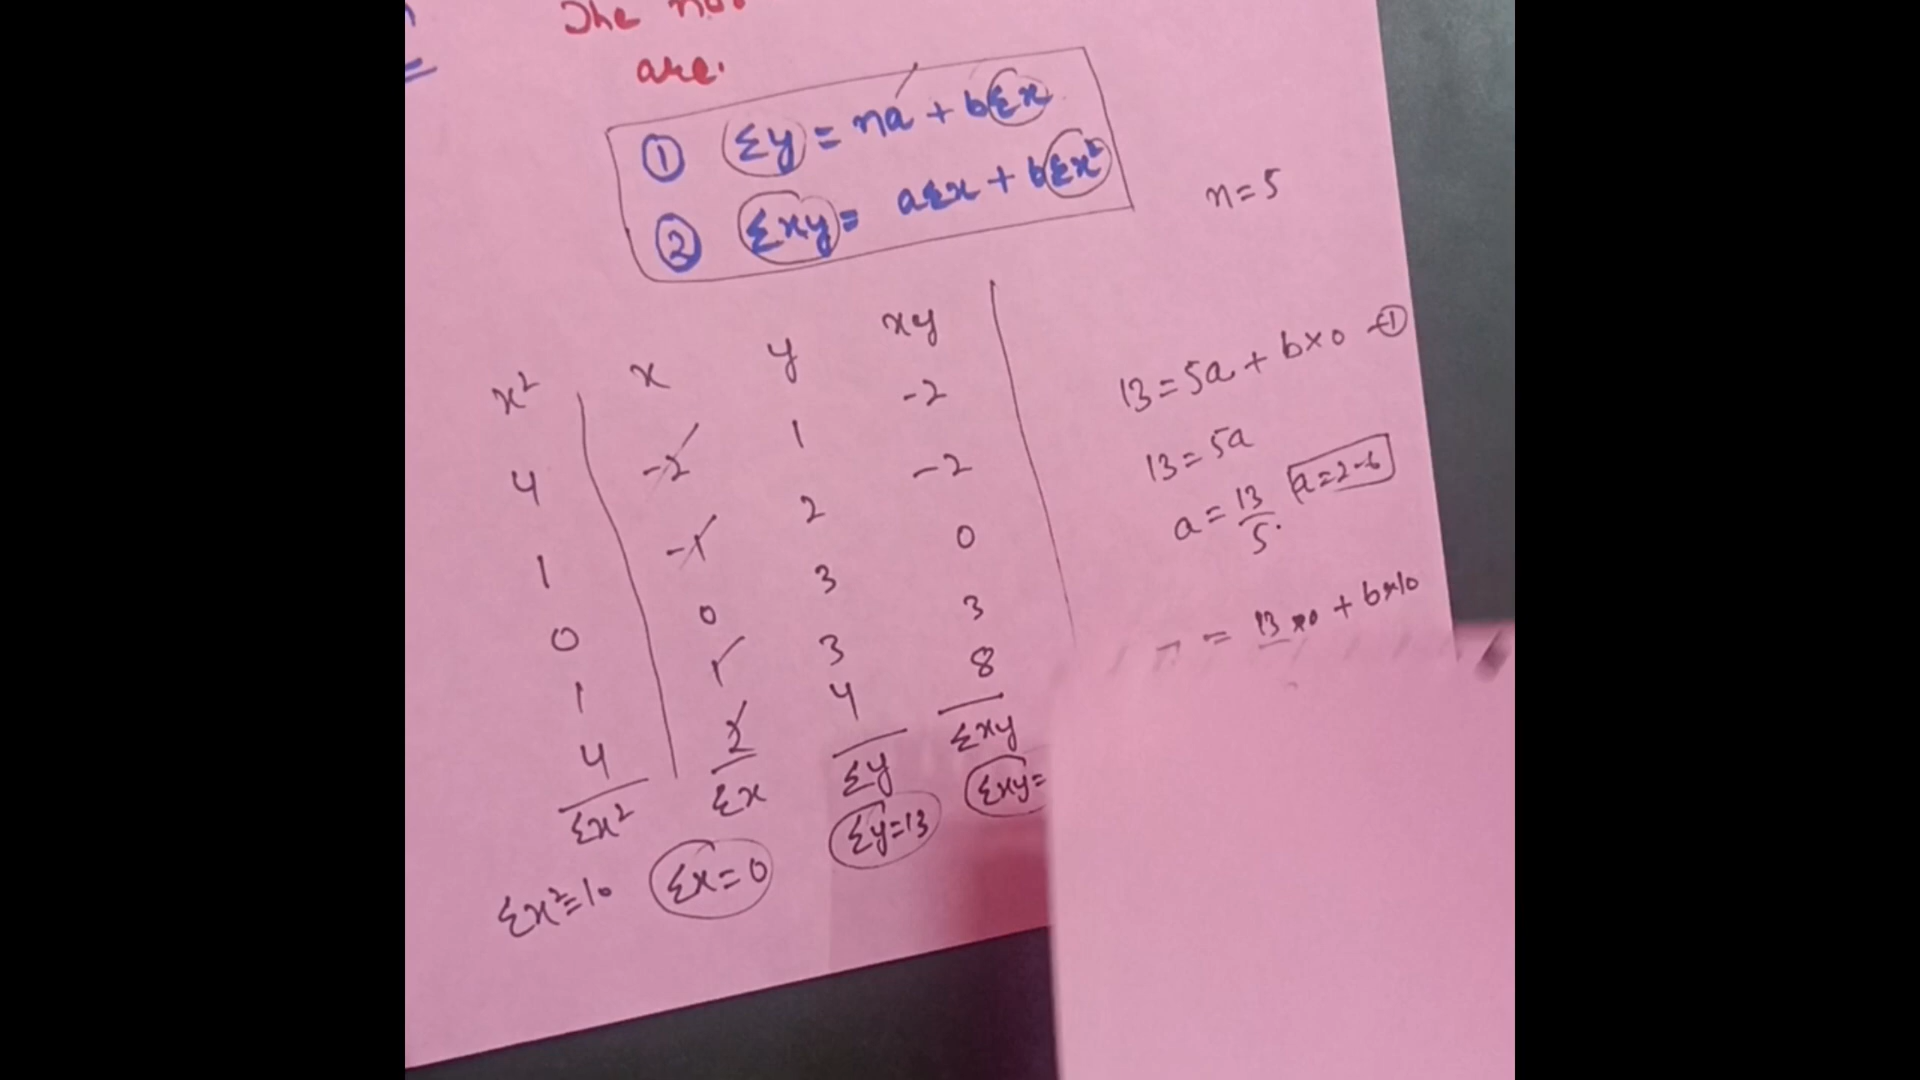 The
are.
① Σy = na + bΣx
② Σxy = aΣx + bΣx²
n = 5
x² x y xy
4 -2 1 -2
1 -1 2 -2
0 0 3 0
1 1 3 3
4 2 4 8
Σx² Σx Σy Σxy
Σx²=10 Σx=0 Σy=13 Σxy=
13 = 5a + b×0 -①
13 = 5a
a = 13/5. a=2-6
= 13 ×0 + b×10